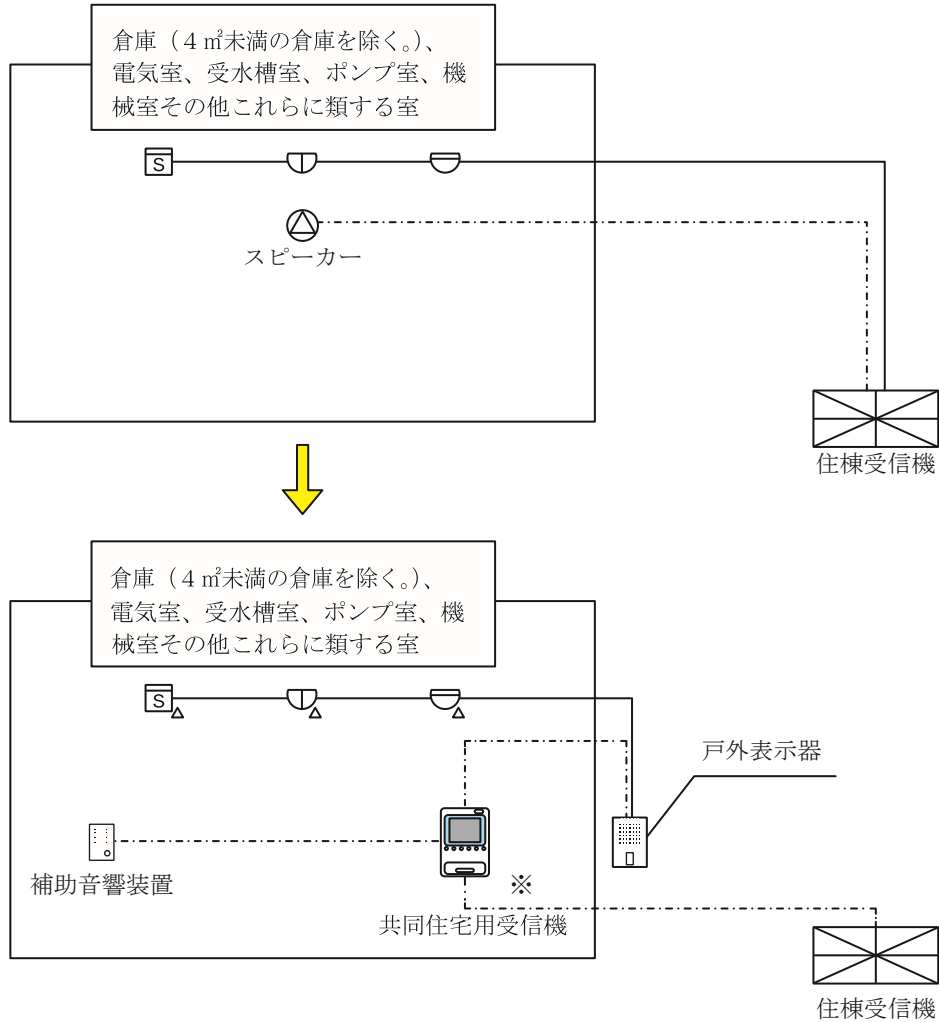 倉庫（４㎡未満の倉庫を除く。）、
電気室、受水槽室、ポンプ室、機
械室その他これらに類する室
S
スピーカー
住棟受信機
倉庫（４㎡未満の倉庫を除く。）、
電気室、受水槽室、ポンプ室、機
械室その他これらに類する室
S
戸外表示器
補助音響装置
※
共同住宅用受信機
住棟受信機